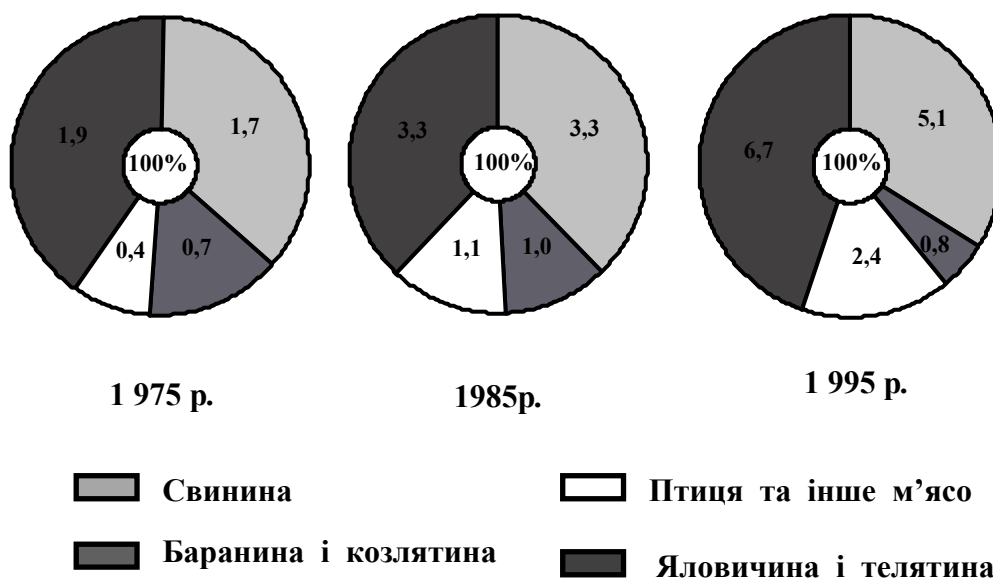 1,9
1,7
100%
0,4
0,7
3,3
3,3
100%
1,1
1,0
6,7
5,1
100%
2,4
0,8
1 975 р.
1985р.
1 995 р.
Свинина
Птиця та інше м’ясо
Баранина і козлятина
Яловичина і телятина